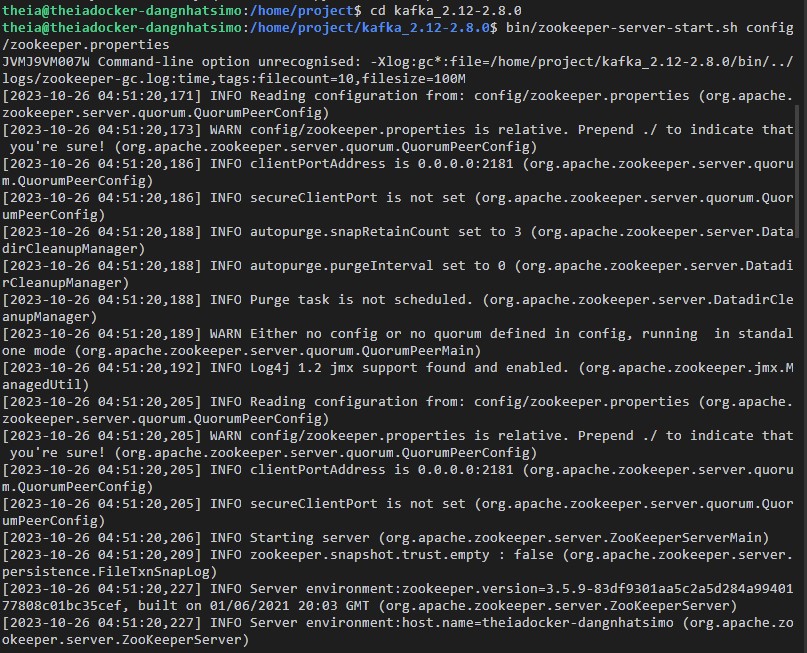 theia@theiadocker-dangnhatsimo:/home/project$ cd kafka_2.12-2.8.0
theia@theiadocker-dangnhatsimo:/home/project/kafka_2.12-2.8.0$ bin/zookeeper-server-start.sh config
/zookeeper.properties
JVMJ9VM007W Command-line option unrecognised: -Xlog:gc*:file=/home/project/kafka_2.12-2.8.0/bin/../
logs/zookeeper-gc.log:time,tags:filecount=10,filesize=100M
[2023-10-26 04:51:20,171] INFO Reading configuration from: config/zookeeper.properties (org.apache.
zookeeper.server.quorum.QuorumPeerConfig)
[2023-10-26 04:51:20,173] WARN config/zookeeper.properties is relative. Prepend ./ to indicate that
 you're sure! (org.apache.zookeeper.server.quorum.QuorumPeerConfig)
[2023-10-26 04:51:20,186] INFO clientPortAddress is 0.0.0.0:2181 (org.apache.zookeeper.server.quoru
m.QuorumPeerConfig)
[2023-10-26 04:51:20,186] INFO secureClientPort is not set (org.apache.zookeeper.server.quorum.Quor
umPeerConfig)
[2023-10-26 04:51:20,188] INFO autopurge.snapRetainCount set to 3 (org.apache.zookeeper.server.Data
dirCleanupManager)
[2023-10-26 04:51:20,188] INFO autopurge.purgeInterval set to 0 (org.apache.zookeeper.server.Datadi
rCleanupManager)
[2023-10-26 04:51:20,188] INFO Purge task is not scheduled. (org.apache.zookeeper.server.DatadirCle
anupManager)
[2023-10-26 04:51:20,189] WARN Either no config or no quorum defined in config, running  in standal
one mode (org.apache.zookeeper.server.quorum.QuorumPeerMain)
[2023-10-26 04:51:20,192] INFO Log4j 1.2 jmx support found and enabled. (org.apache.zookeeper.jmx.M
anagedUtil)
[2023-10-26 04:51:20,205] INFO Reading configuration from: config/zookeeper.properties (org.apache.
zookeeper.server.quorum.QuorumPeerConfig)
[2023-10-26 04:51:20,205] WARN config/zookeeper.properties is relative. Prepend ./ to indicate that
 you're sure! (org.apache.zookeeper.server.quorum.QuorumPeerConfig)
[2023-10-26 04:51:20,205] INFO clientPortAddress is 0.0.0.0:2181 (org.apache.zookeeper.server.quoru
m.QuorumPeerConfig)
[2023-10-26 04:51:20,205] INFO secureClientPort is not set (org.apache.zookeeper.server.quorum.Quor
umPeerConfig)
[2023-10-26 04:51:20,206] INFO Starting server (org.apache.zookeeper.server.ZooKeeperServerMain)
[2023-10-26 04:51:20,209] INFO zookeeper.snapshot.trust.empty : false (org.apache.zookeeper.server.
persistence.FileTxnSnapLog)
[2023-10-26 04:51:20,227] INFO Server environment:zookeeper.version=3.5.9-83df9301aa5c2a5d284a99401
77808c01bc35cef, built on 01/06/2021 20:03 GMT (org.apache.zookeeper.server.ZooKeeperServer)
[2023-10-26 04:51:20,227] INFO Server environment:host.name=theiadocker-dangnhatsimo (org.apache.zo
okeeper.server.ZooKeeperServer)